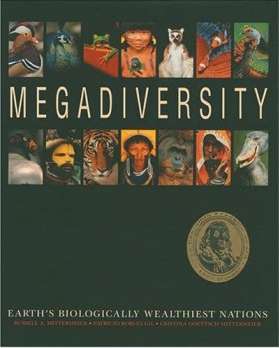 MEGADIVERSITY
EARTH'S BIOLOGICALLY WEALTHIEST NATIONS
RUSSELL A. MITTERMEIER • PATRICIO ROBLES GIL • CRISTINA GOETTSCH MITTERMEIER